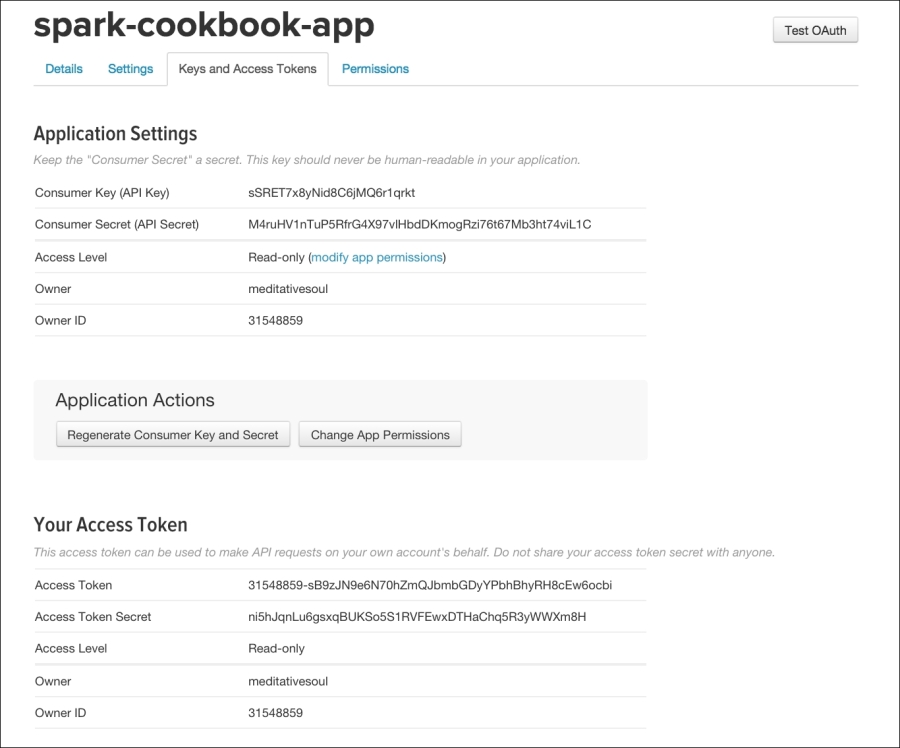 spark-cookbook-app
Test OAuth
Details Settings Keys and Access Tokens Permissions
Application Settings
Keep the "Consumer Secret" a secret. This key should never be human-readable in your application.
Consumer Key (API Key) sSRET7x8yNid8C6jMQ6r1qrkt
Consumer Secret (API Secret) M4ruHV1nTuP5RfrG4X97vlHbdDKmogRzi76t67Mb3ht74viL1C
Access Level Read-only (modify app permissions)
Owner meditativesoul
Owner ID 31548859
Application Actions
Regenerate Consumer Key and Secret Change App Permissions
Your Access Token
This access token can be used to make API requests on your own account's behalf. Do not share your access token secret with anyone.
Access Token 31548859-sB9zJN9e6N70hZmQJbmbGDyYPbhBhyRH8cEw6ocbi
Access Token Secret ni5hJqnLu6gsxqBUKSo5S1RVFEwxDTHaChq5R3yWWXm8H
Access Level Read-only
Owner meditativesoul
Owner ID 31548859